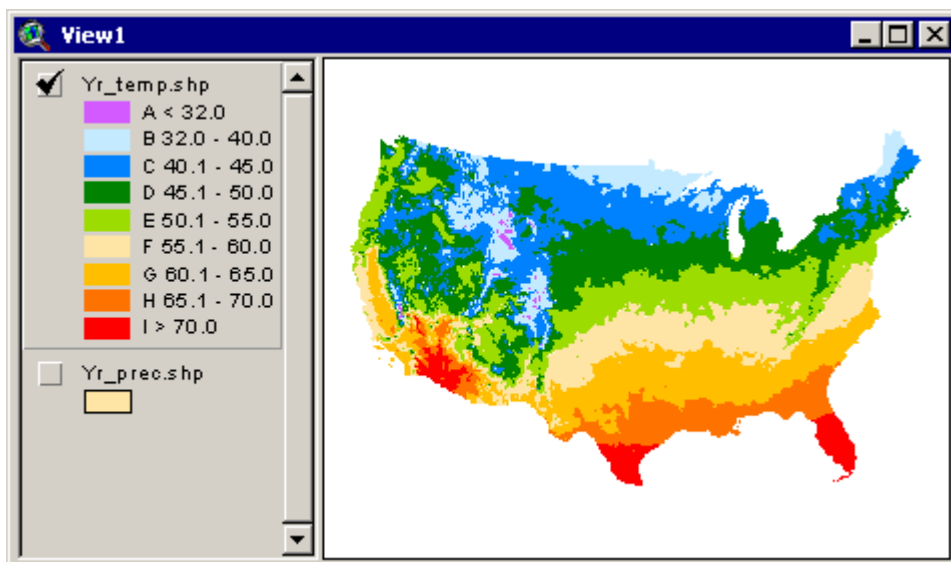 View1
Yr_temp.shp
A < 32.0
B 32.0 - 40.0
C 40.1 - 45.0
D 45.1 - 50.0
E 50.1 - 55.0
F 55.1 - 60.0
G 60.1 - 65.0
H 65.1 - 70.0
I > 70.0
Yr_prec.shp